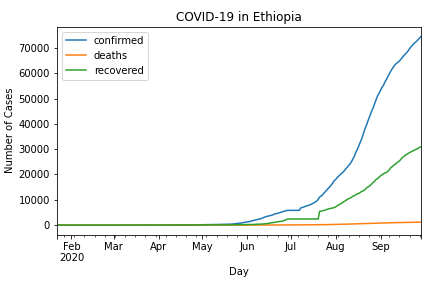 COVID-19 in Ethiopia
confirmed
deaths
recovered
70000
60000
50000
40000
30000
20000
10000
0
Number of Cases
Feb Mar Apr May Jun Jul Aug Sep
2020
Day